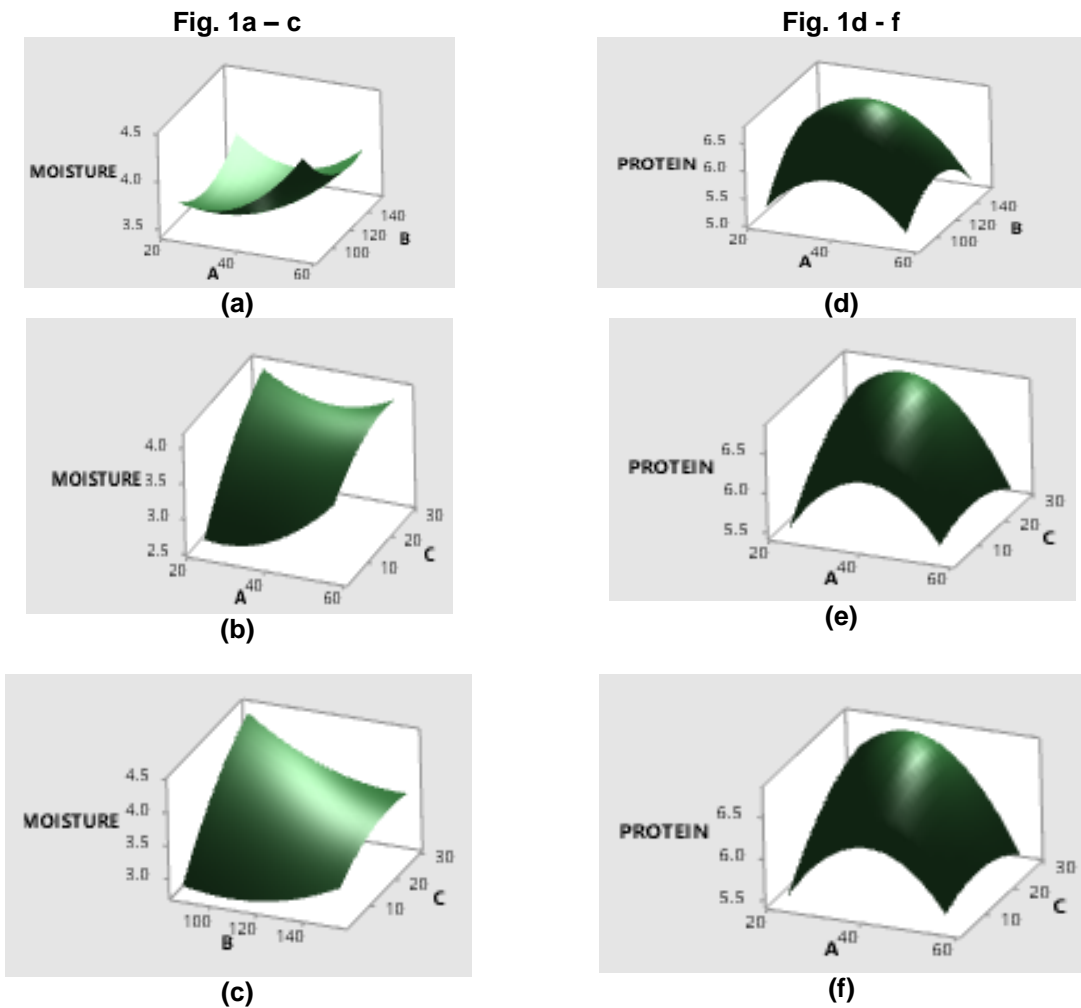 Fig. 1a – c
4.5
MOISTURE 4.0
3.5
20
A 40
60
100
120
140
B
(a)
4.0
MOISTURE 3.5
3.0
2.5
20
A 40
60
10
20
30
C
(b)
4.5
4.0
MOISTURE
3.5
3.0
100
B 120
140
10
20
30
C
(c)
Fig. 1d - f
6.5
PROTEIN 6.0
5.5
5.0
20
A 40
60
100
120
140
B
(d)
6.5
PROTEIN
6.0
5.5
20
A 40
60
10
20
30
C
(e)
6.5
PROTEIN
6.0
5.5
20
A 40
60
10
20
30
C
(f)